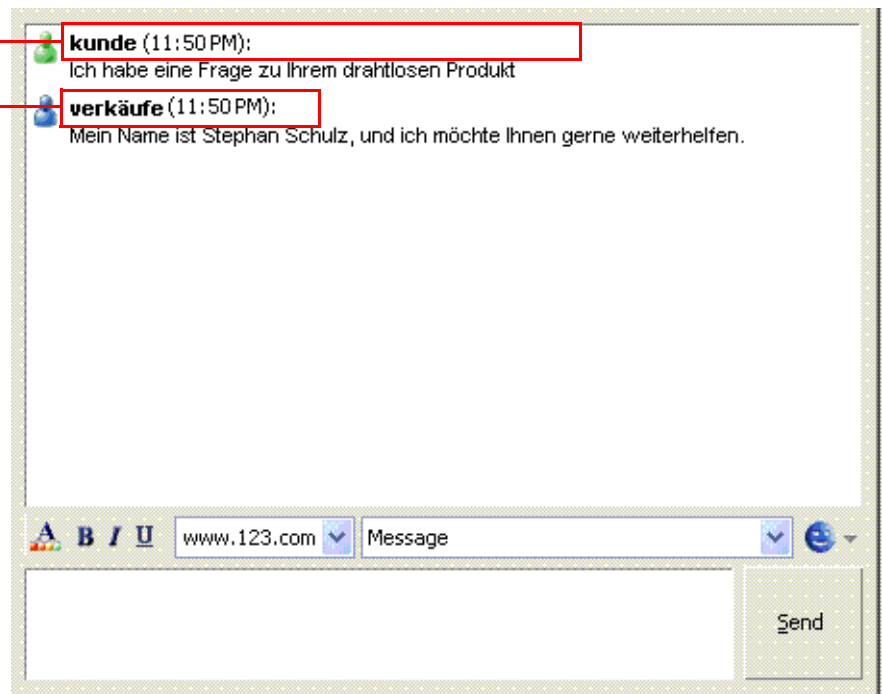 kunde (11:50 PM):
Ich habe eine Frage zu Ihrem drahtlosen Produkt
verkäufe (11:50 PM):
Mein Name ist Stephan Schulz, und ich möchte Ihnen gerne weiterhelfen.
A B I U www.123.com Message
Send